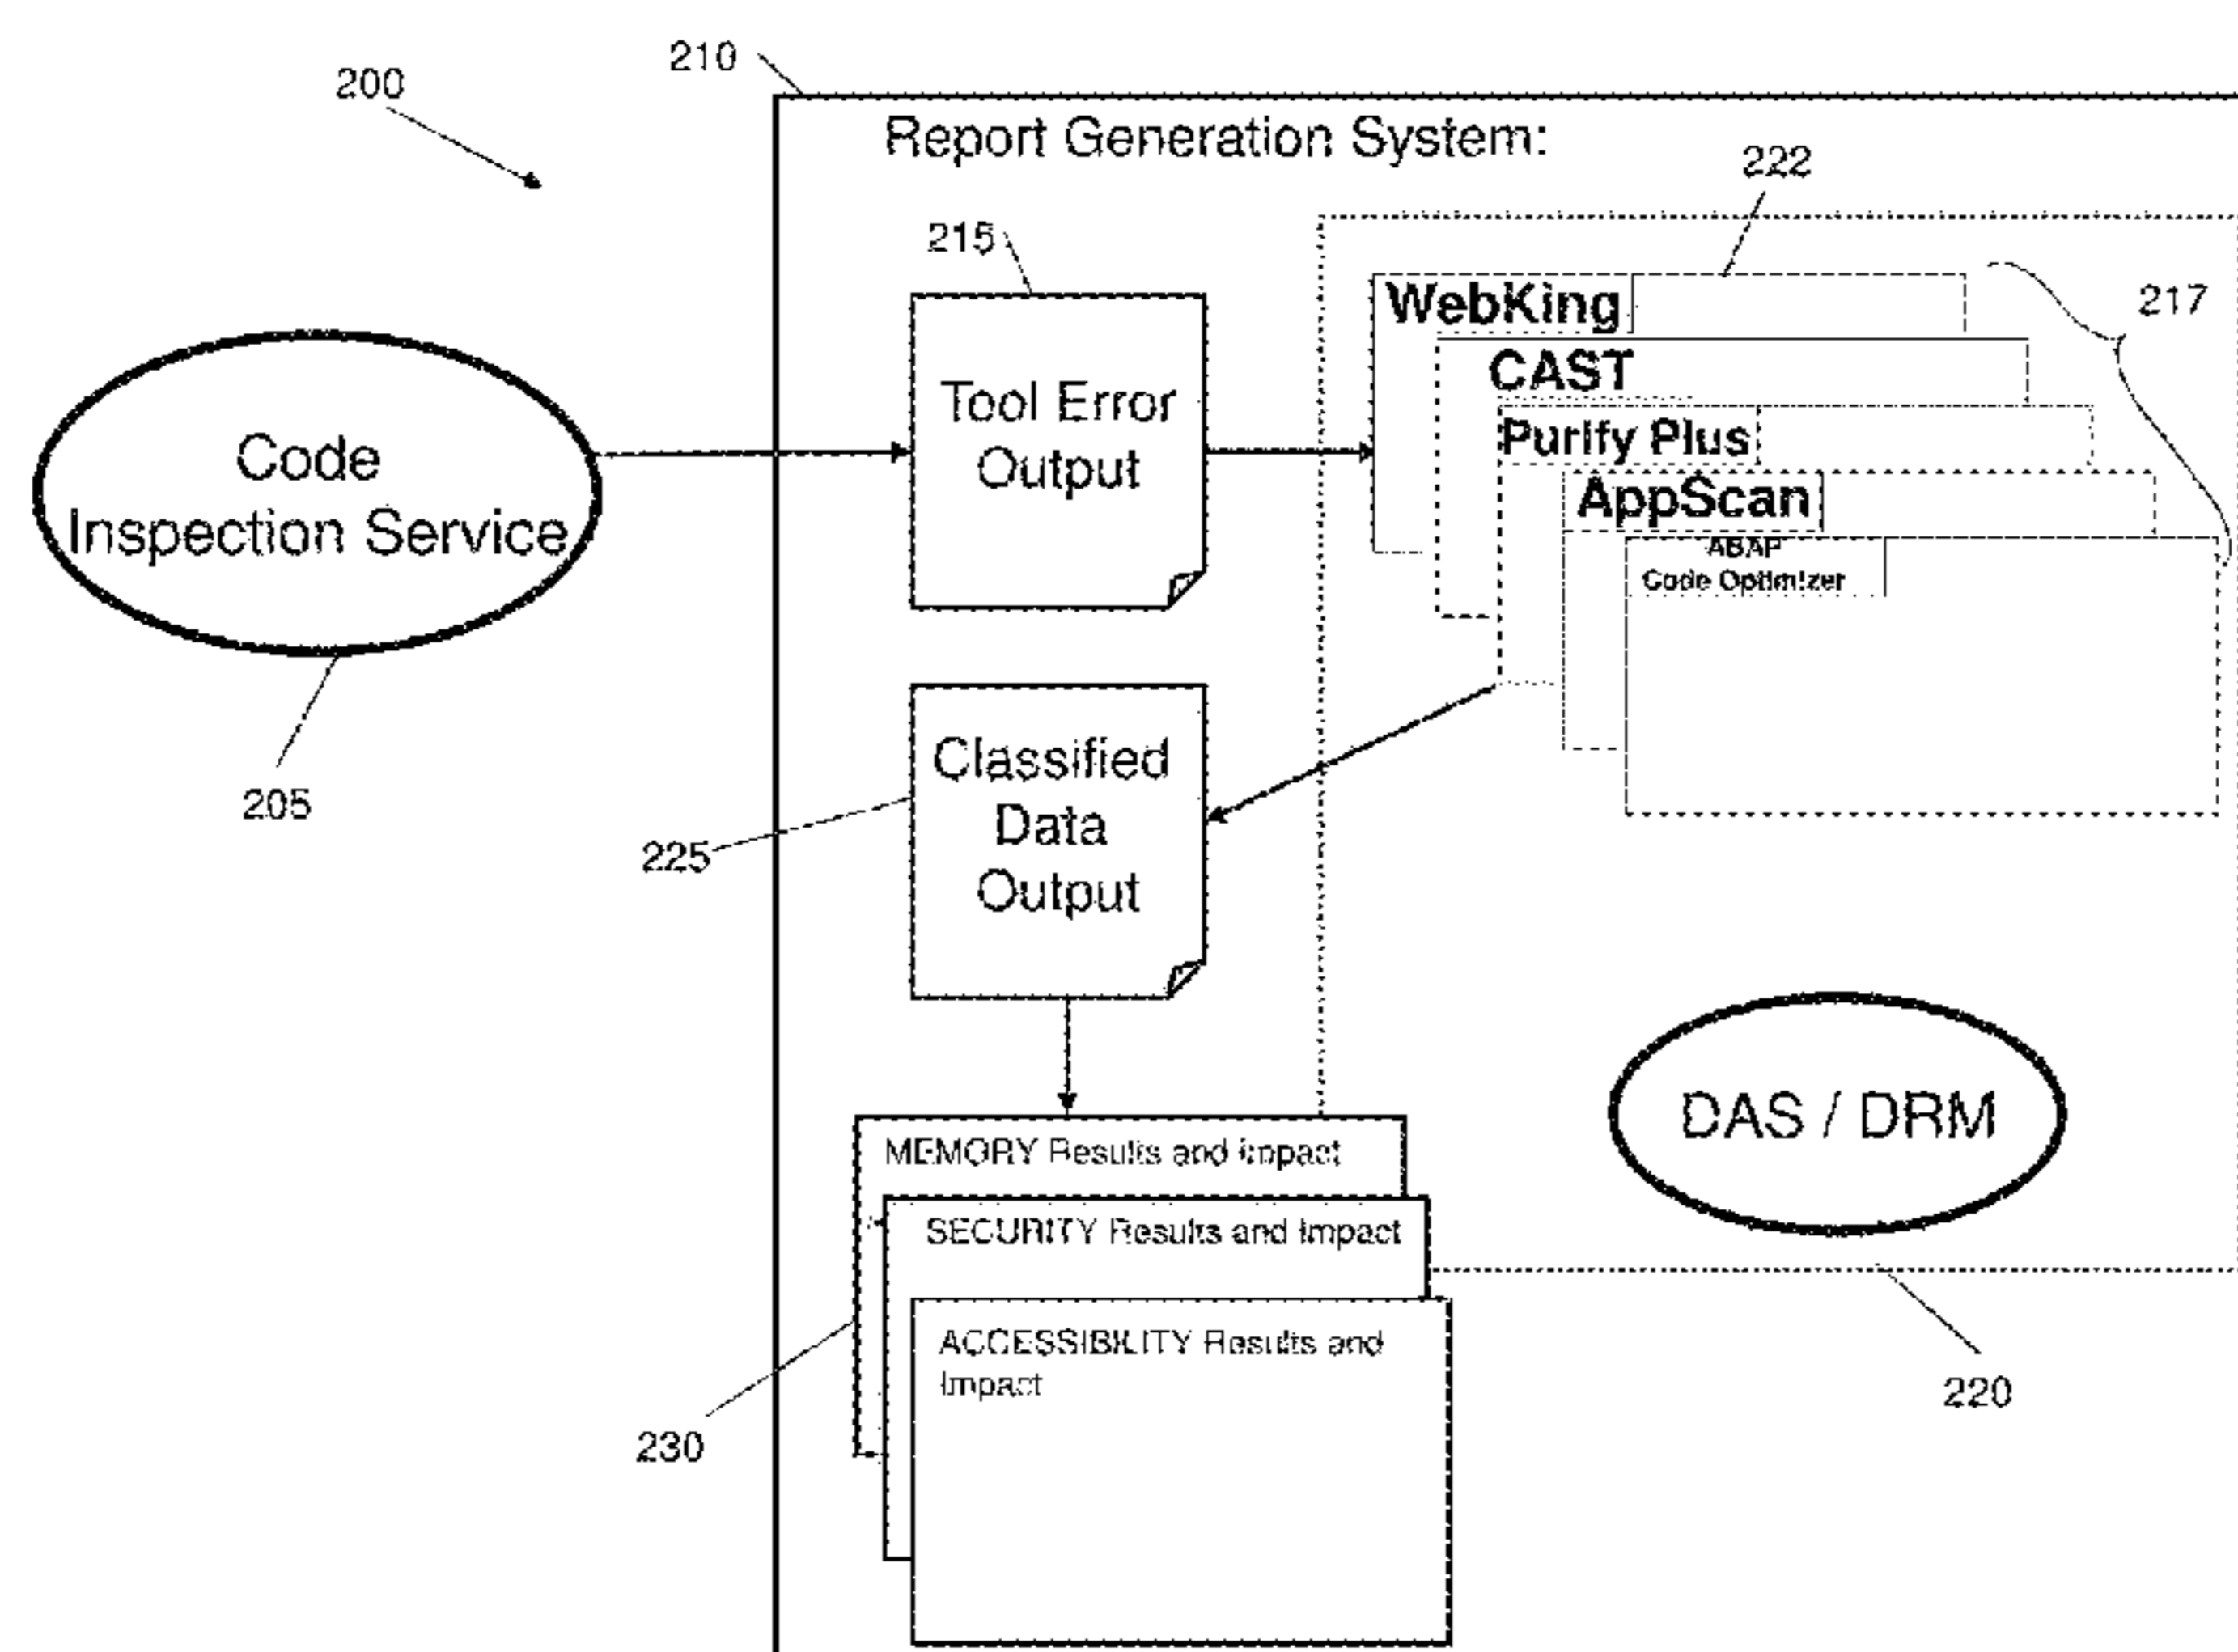 200
210
Report Generation System:
222
215
217
WebKing
CAST
Purify Plus
AppScan
ABAP
Code Optimizer
Tool Error
Output
Code
Inspection Service
205
Classified
Data
Output
225
DAS / DRM
MEMORY Results and Impact
SECURITY Results and Impact
ACCESSIBILITY Results and
Impact
220
230